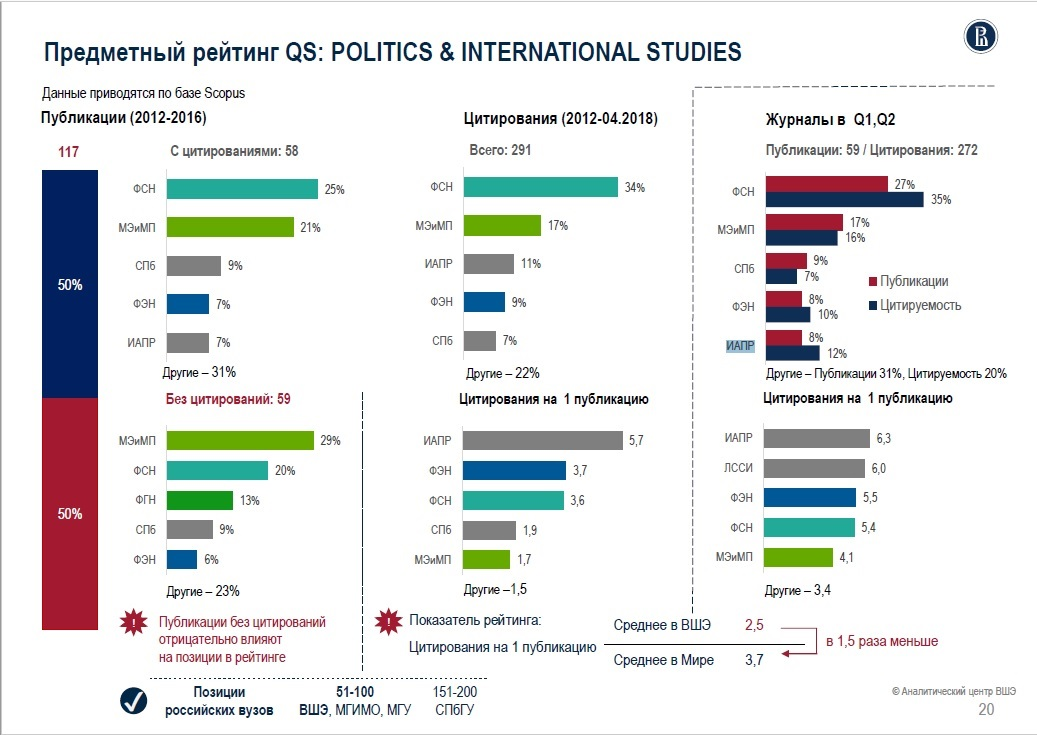 Предметный рейтинг QS: POLITICS & INTERNATIONAL STUDIES
Данные приводятся по базе Scopus
Публикации (2012-2016)
117
50%
50%
С цитированиями: 58
ФСН 25%
МЭиМП 21%
СПб 9%
ФЭН 7%
ИАПР 7%
Другие – 31%
Без цитирований: 59
МЭиМП 29%
ФСН 20%
ФГН 13%
СПб 9%
ФЭН 6%
Другие – 23%
! Публикации без цитирований
отрицательно влияют
на позиции в рейтинге
Цитирования (2012-04.2018)
Всего: 291
ФСН 34%
МЭиМП 17%
ИАПР 11%
ФЭН 9%
СПб 7%
Другие – 22%
Цитирования на 1 публикацию
ИАПР 5,7
ФЭН 3,7
ФСН 3,6
СПб 1,9
МЭиМП 1,7
Другие –1,5
Журналы в Q1,Q2
Публикации: 59 / Цитирования: 272
ФСН 27%
35%
МЭиМП 17%
16%
СПб 9%
7%
ФЭН 8%
10%
ИАПР 8%
12%
Публикации
Цитируемость
Другие – Публикации 31%, Цитируемость 20%
Цитирования на 1 публикацию
ИАПР 6,3
ЛССИ 6,0
ФЭН 5,5
ФСН 5,4
МЭиМП 4,1
Другие – 3,4
! Показатель рейтинга:
Цитирования на 1 публикацию
Среднее в ВШЭ 2,5
Среднее в Мире 3,7
в 1,5 раза меньше
Позиции
российских вузов
51-100
ВШЭ, МГИМО, МГУ
151-200
СПбГУ
© Аналитический центр ВШЭ
20